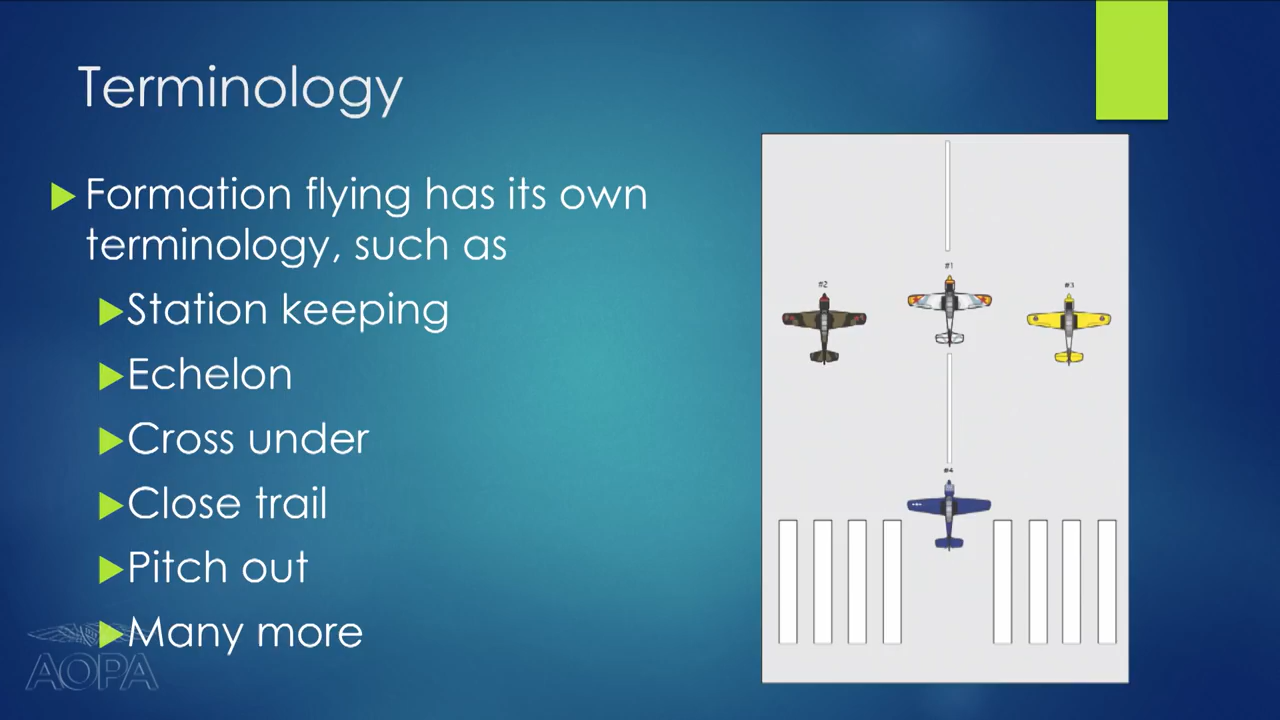 Terminology
Formation flying has its own
terminology, such as
Station keeping
Echelon
Cross under
Close trail
Pitch out
Many more
AOPA
#1
#2
#3
#4